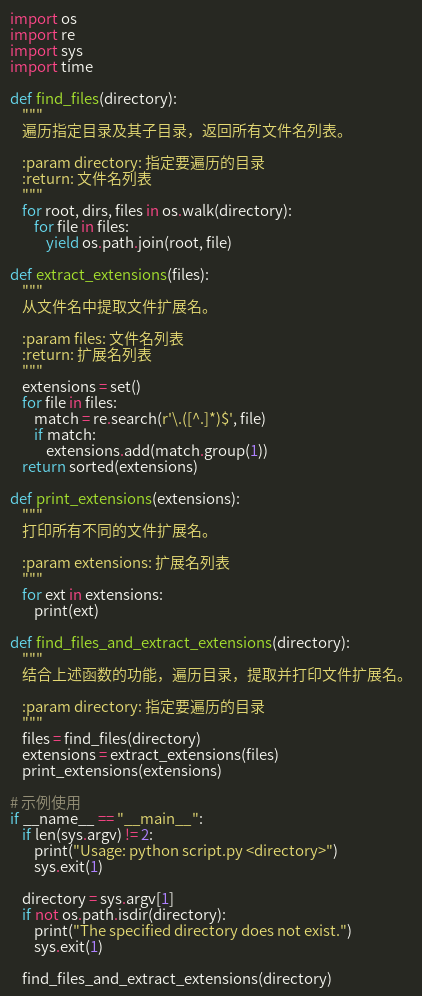 import os
import re
import sys
import time

def find_files(directory):
    """
    遍历指定目录及其子目录，返回所有文件名列表。

    :param directory: 指定要遍历的目录
    :return: 文件名列表
    """
    for root, dirs, files in os.walk(directory):
        for file in files:
            yield os.path.join(root, file)

def extract_extensions(files):
    """
    从文件名中提取文件扩展名。

    :param files: 文件名列表
    :return: 扩展名列表
    """
    extensions = set()
    for file in files:
        match = re.search(r'\.([^.]*)$', file)
        if match:
            extensions.add(match.group(1))
    return sorted(extensions)

def print_extensions(extensions):
    """
    打印所有不同的文件扩展名。

    :param extensions: 扩展名列表
    """
    for ext in extensions:
        print(ext)

def find_files_and_extract_extensions(directory):
    """
    结合上述函数的功能，遍历目录，提取并打印文件扩展名。

    :param directory: 指定要遍历的目录
    """
    files = find_files(directory)
    extensions = extract_extensions(files)
    print_extensions(extensions)

# 示例使用
if __name__ == "__main__":
    if len(sys.argv) != 2:
        print("Usage: python script.py <directory>")
        sys.exit(1)

    directory = sys.argv[1]
    if not os.path.isdir(directory):
        print("The specified directory does not exist.")
        sys.exit(1)

    find_files_and_extract_extensions(directory)